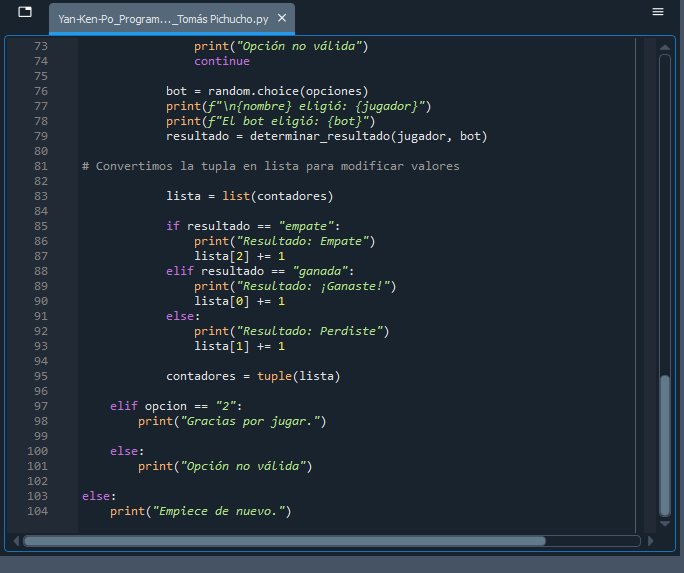 Yan-Ken-Po_Program..._Tomás Pichucho.py
73 print("Opción no válida")
74 continue
75
76 bot = random.choice(opciones)
77 print(f"\n{nombre} eligió: {jugador}")
78 print(f"El bot eligió: {bot}")
79 resultado = determinar_resultado(jugador, bot)
80
81 # Convertimos la tupla en lista para modificar valores
82
83 lista = list(contadores)
84
85 if resultado == "empate":
86 print("Resultado: Empate")
87 lista[2] += 1
88 elif resultado == "ganada":
89 print("Resultado: ¡Ganaste!")
90 lista[0] += 1
91 else:
92 print("Resultado: Perdiste")
93 lista[1] += 1
94
95 contadores = tuple(lista)
96
97 elif opcion == "2":
98 print("Gracias por jugar.")
99
100 else:
101 print("Opción no válida")
102
103 else:
104 print("Empiece de nuevo.")